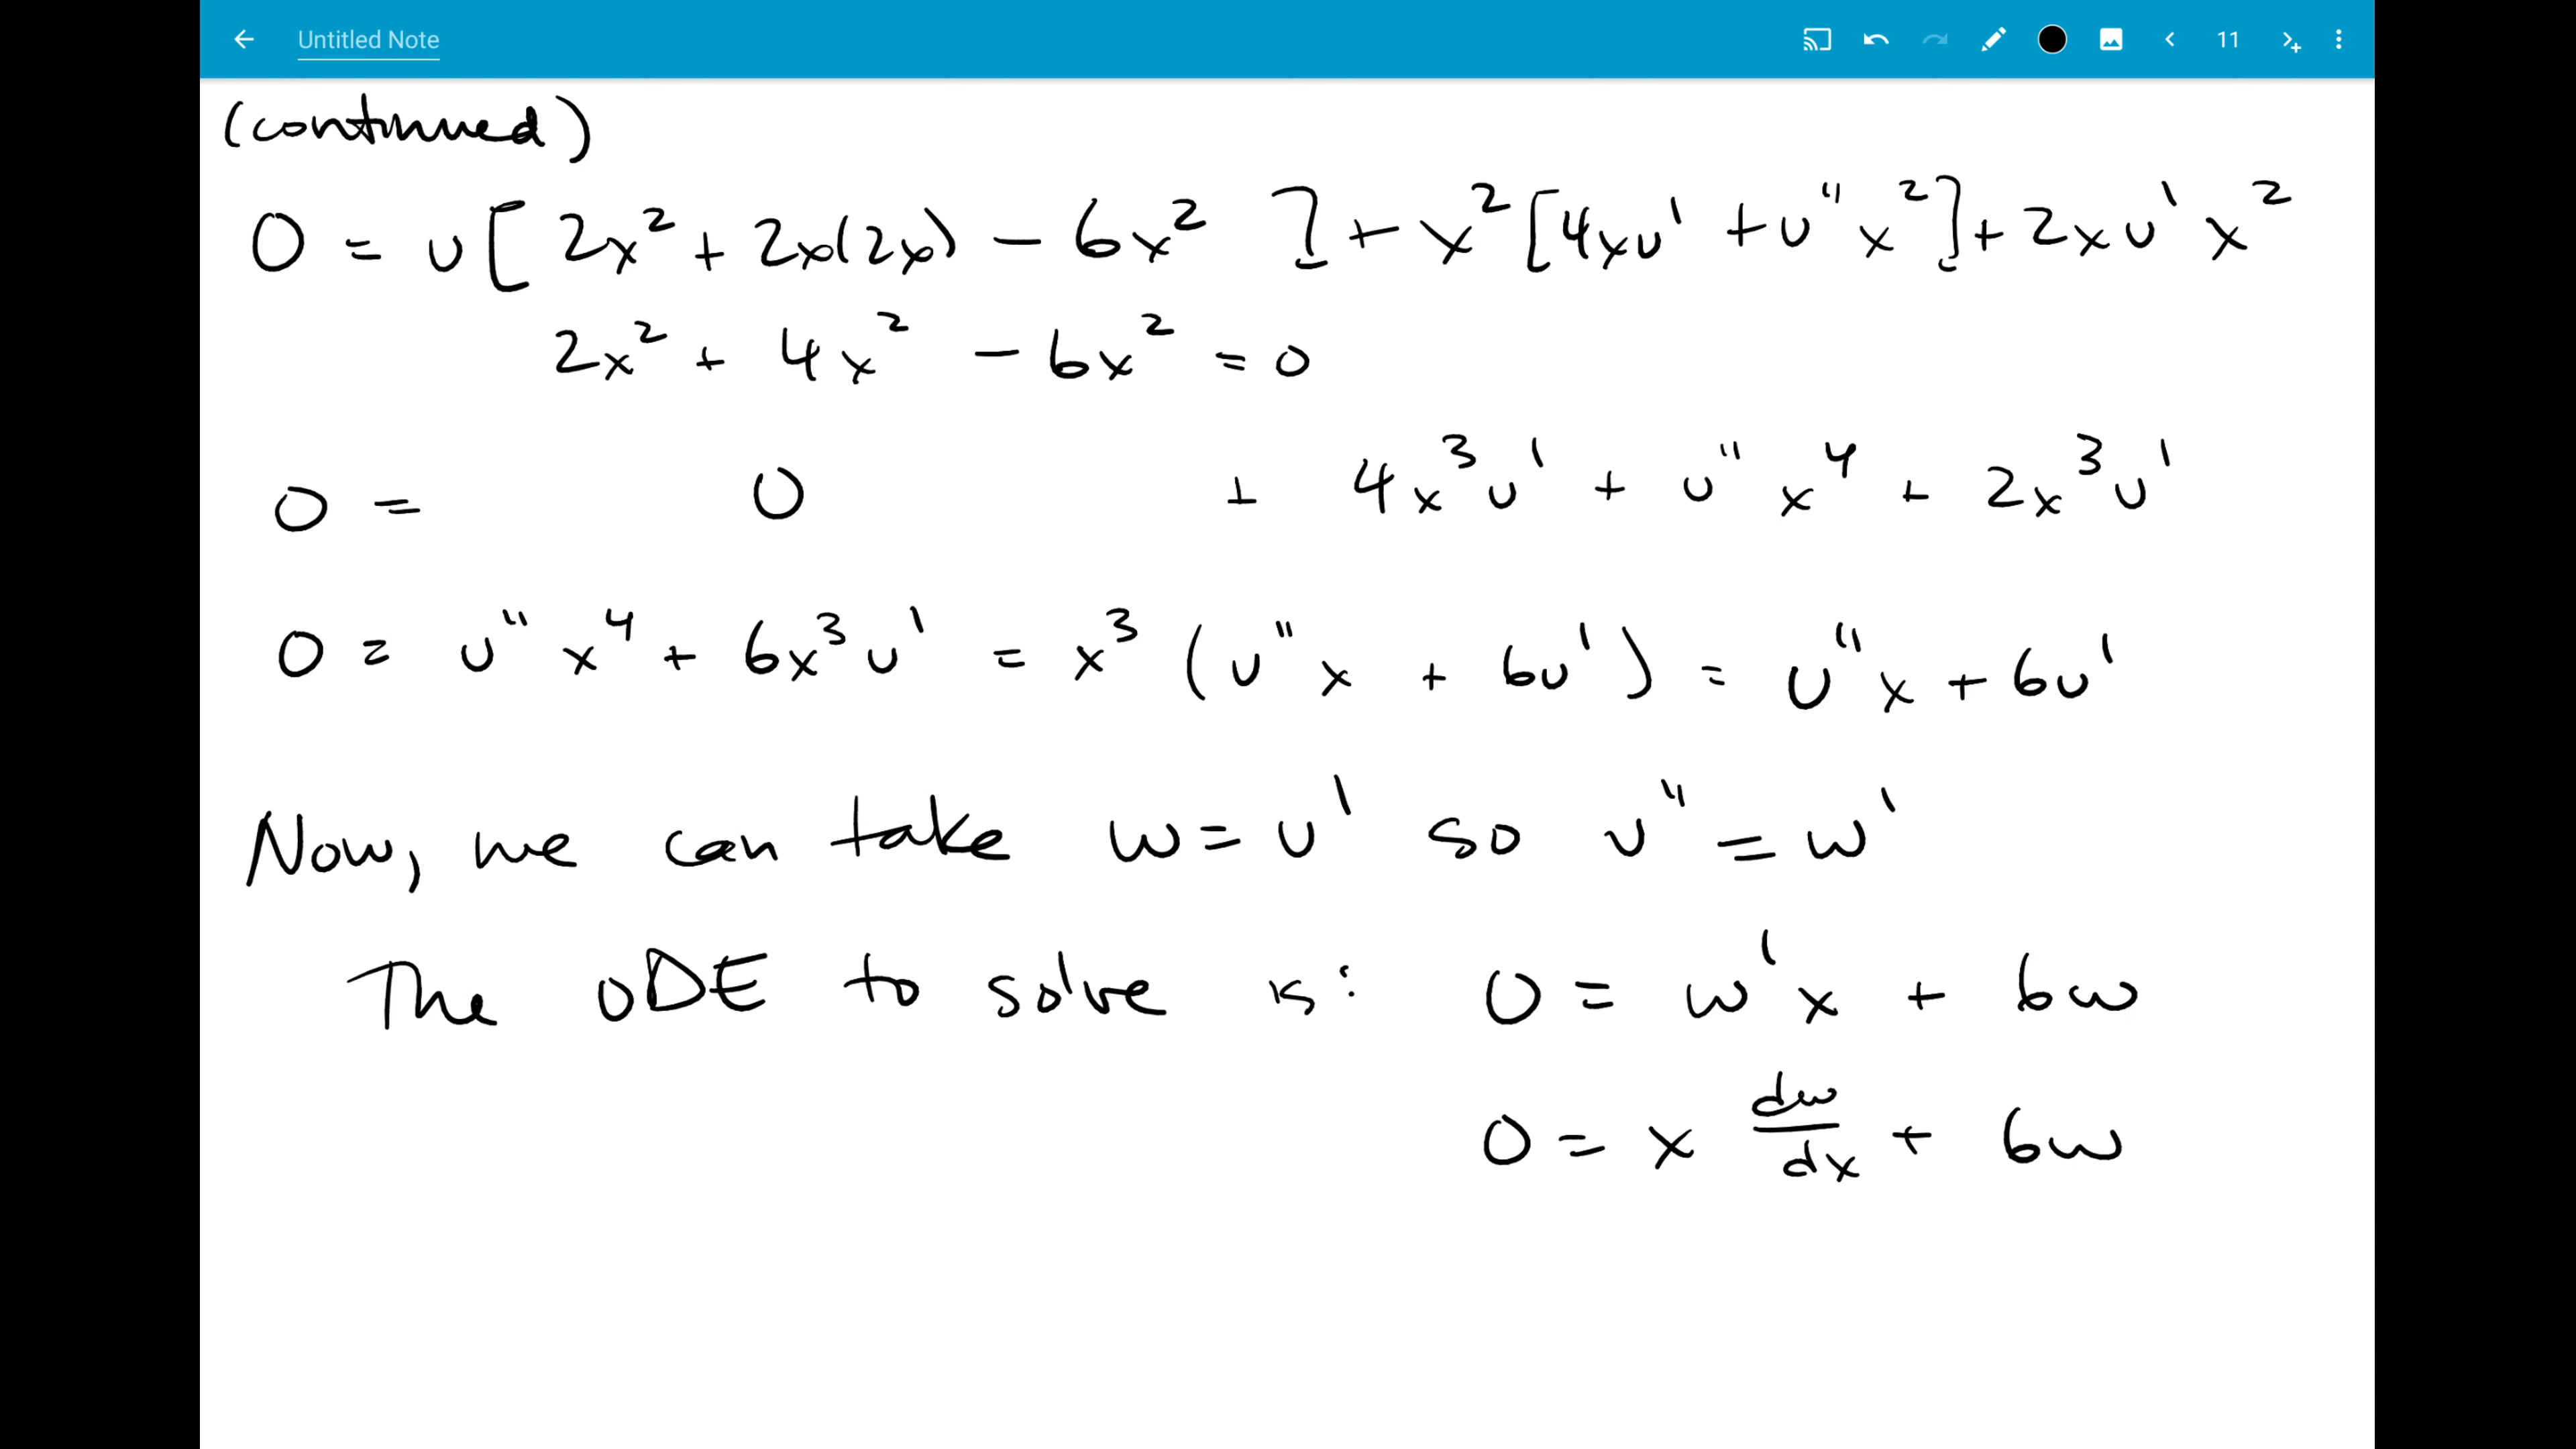 Untitled Note
11
(continued)
0 = u[2x² + 2x(2x) − 6x²] + x²[4xu' + u''x²] + 2xu'x²
2x² + 4x² − 6x² = 0
0 = 0 + 4x³u' + u''x⁴ + 2x³u'
0 = u''x⁴ + 6x³u' = x³(u''x + 6u') = u''x + 6u'
Now, we can take w = u' so u'' = w'
The ODE to solve is: 0 = w'x + 6w
0 = x dw/dx + 6w